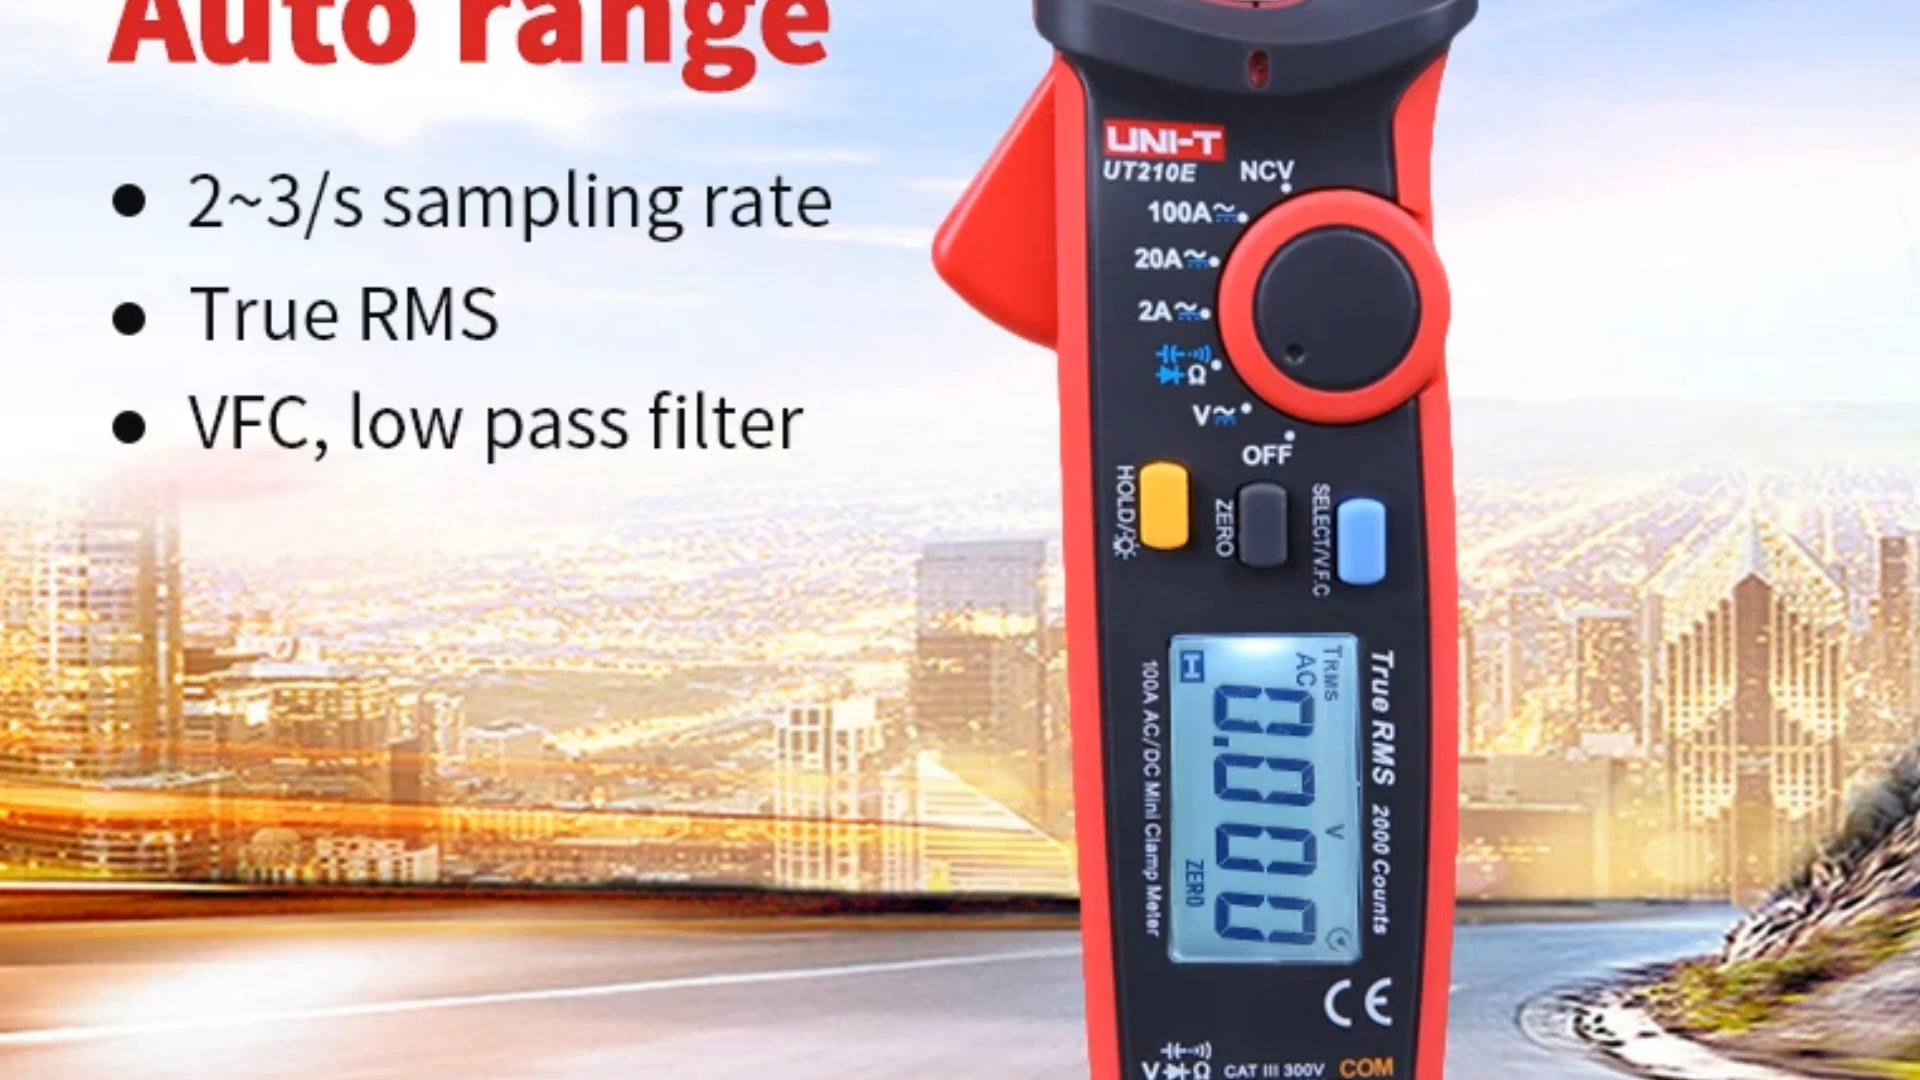 Auto range
2~3/s sampling rate
True RMS
VFC, low pass filter
UNI-T
UT210E
NCV
100A
20A
2A
Ω
V
OFF
HOLD/
ZERO
SELECT/V.F.C
TRMS
AC
H
0.000
V
ZERO
True RMS 2000 Counts
100A AC/DC Mini Clamp Meter
CE
VΩ
CAT III 300V
COM